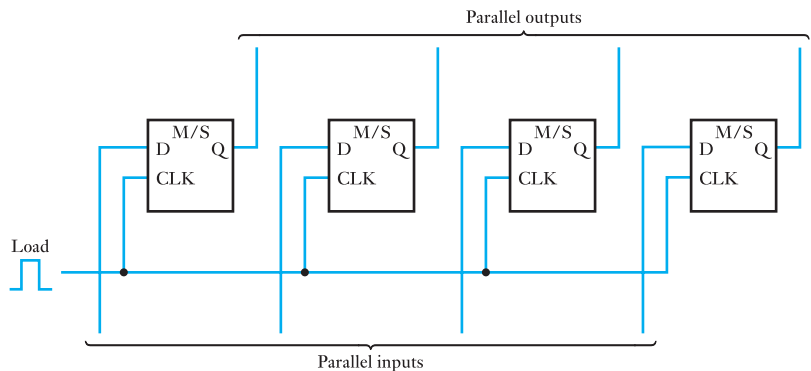 Parallel outputs
M/S
D Q
CLK
M/S
D Q
CLK
M/S
D Q
CLK
M/S
D Q
CLK
Load
Parallel inputs